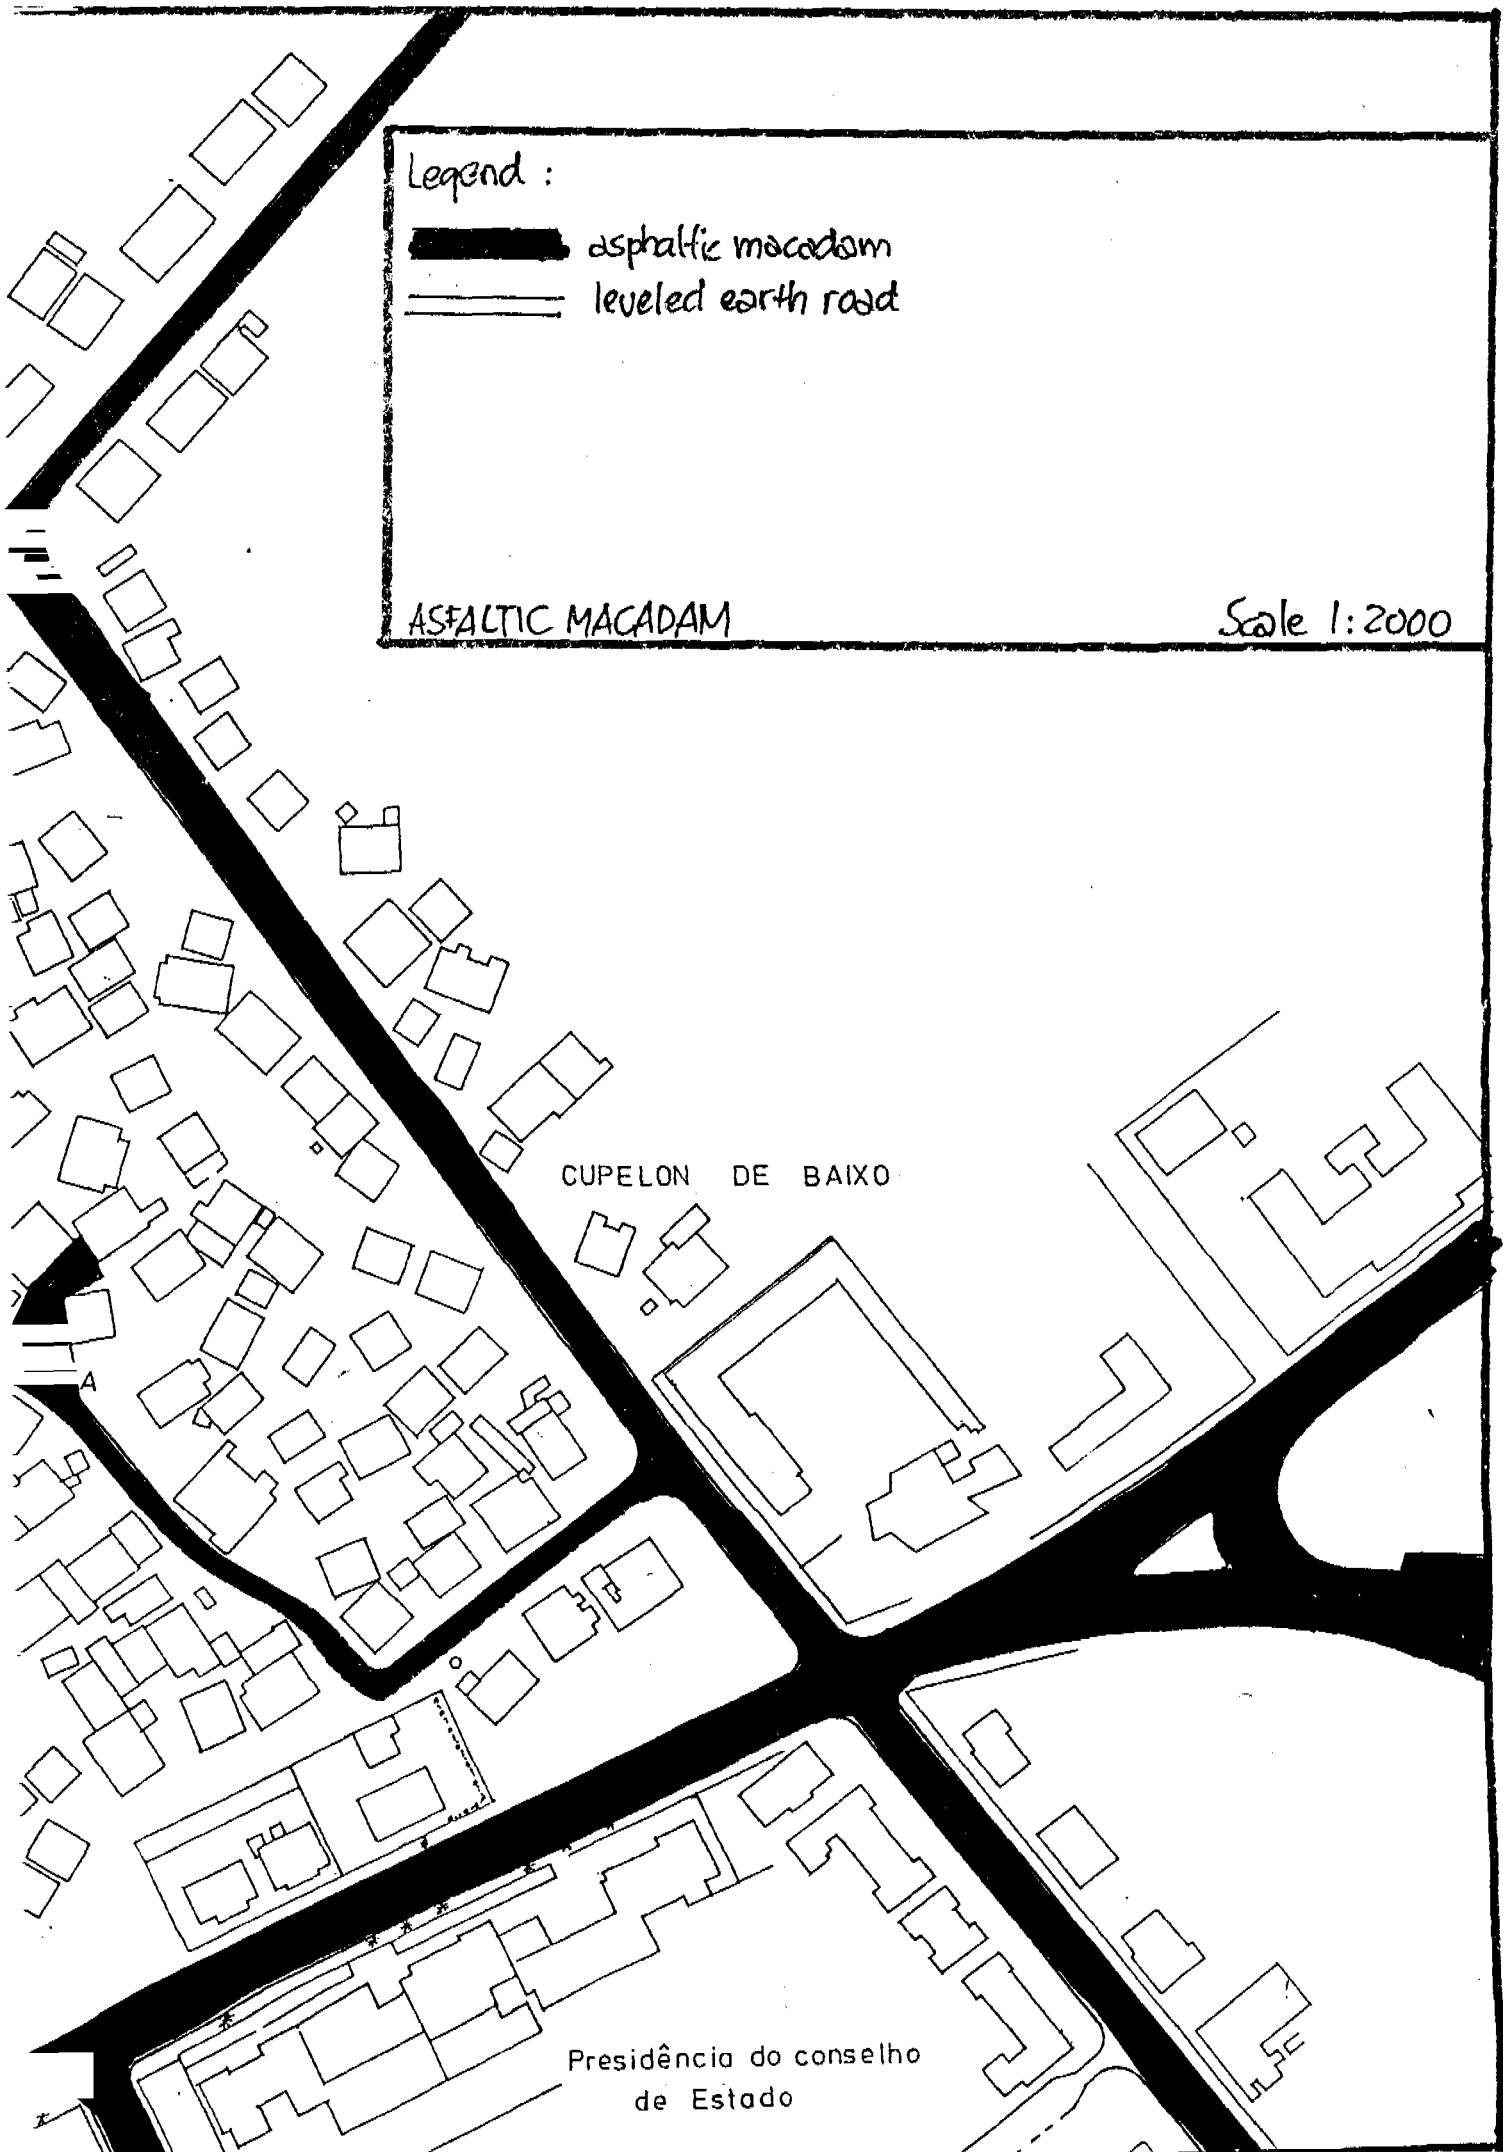 Legend :
asphaltic macadam
leveled earth road
ASFALTIC MACADAM
Scale 1:2000
CUPELON DE BAIXO
A
Presidência do conselho
de Estado